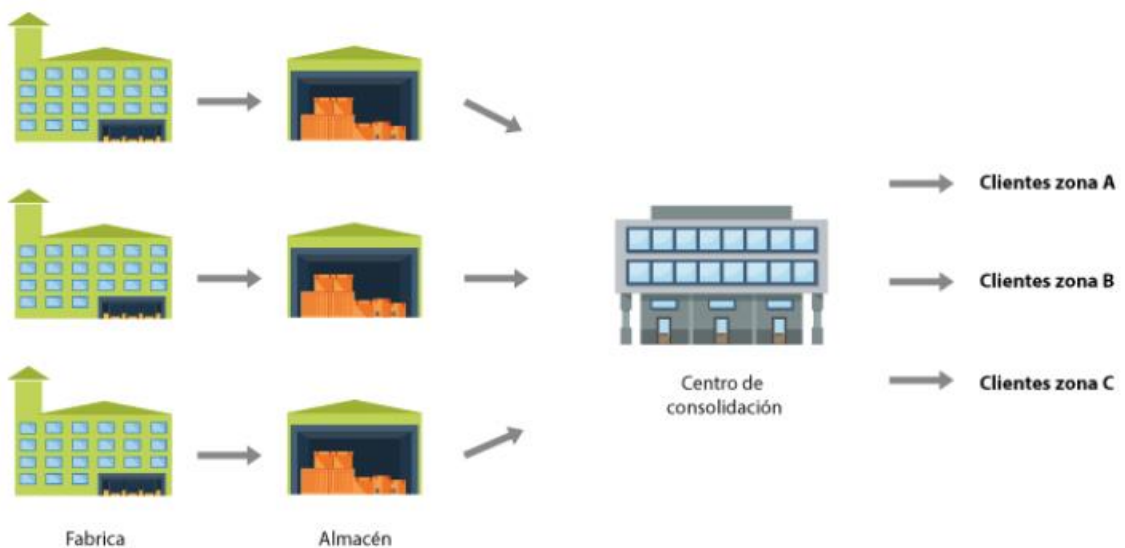 Clientes zona A
Clientes zona B
Clientes zona C
Centro de
consolidación
Fabrica
Almacén